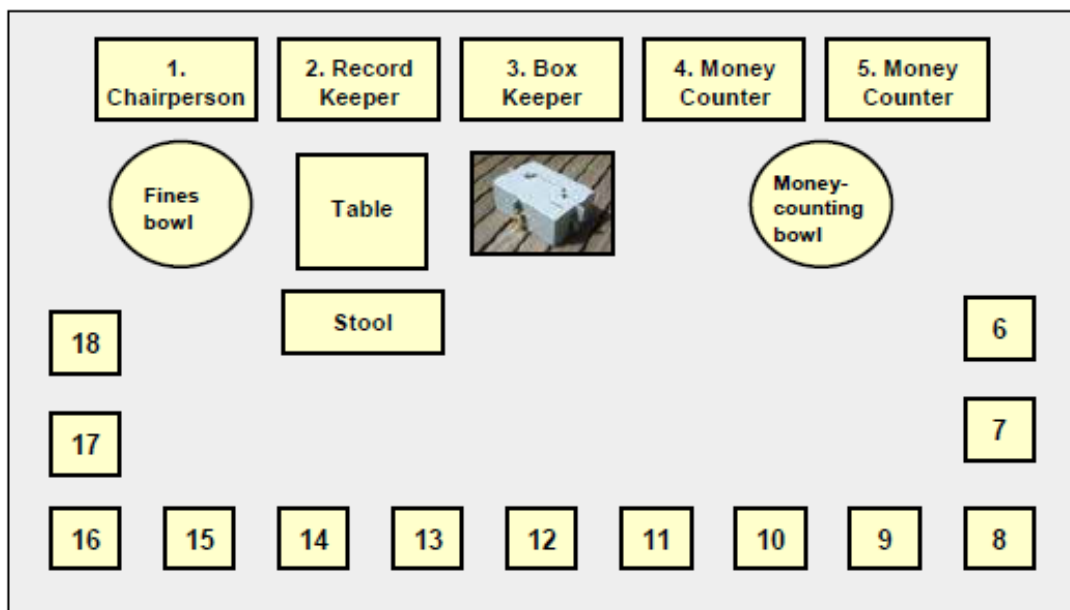 1.
Chairperson
2. Record
Keeper
3. Box
Keeper
4. Money
Counter
5. Money
Counter
Fines
bowl
Table
Money-
counting
bowl
Stool
18
6
17
7
16
15
14
13
12
11
10
9
8